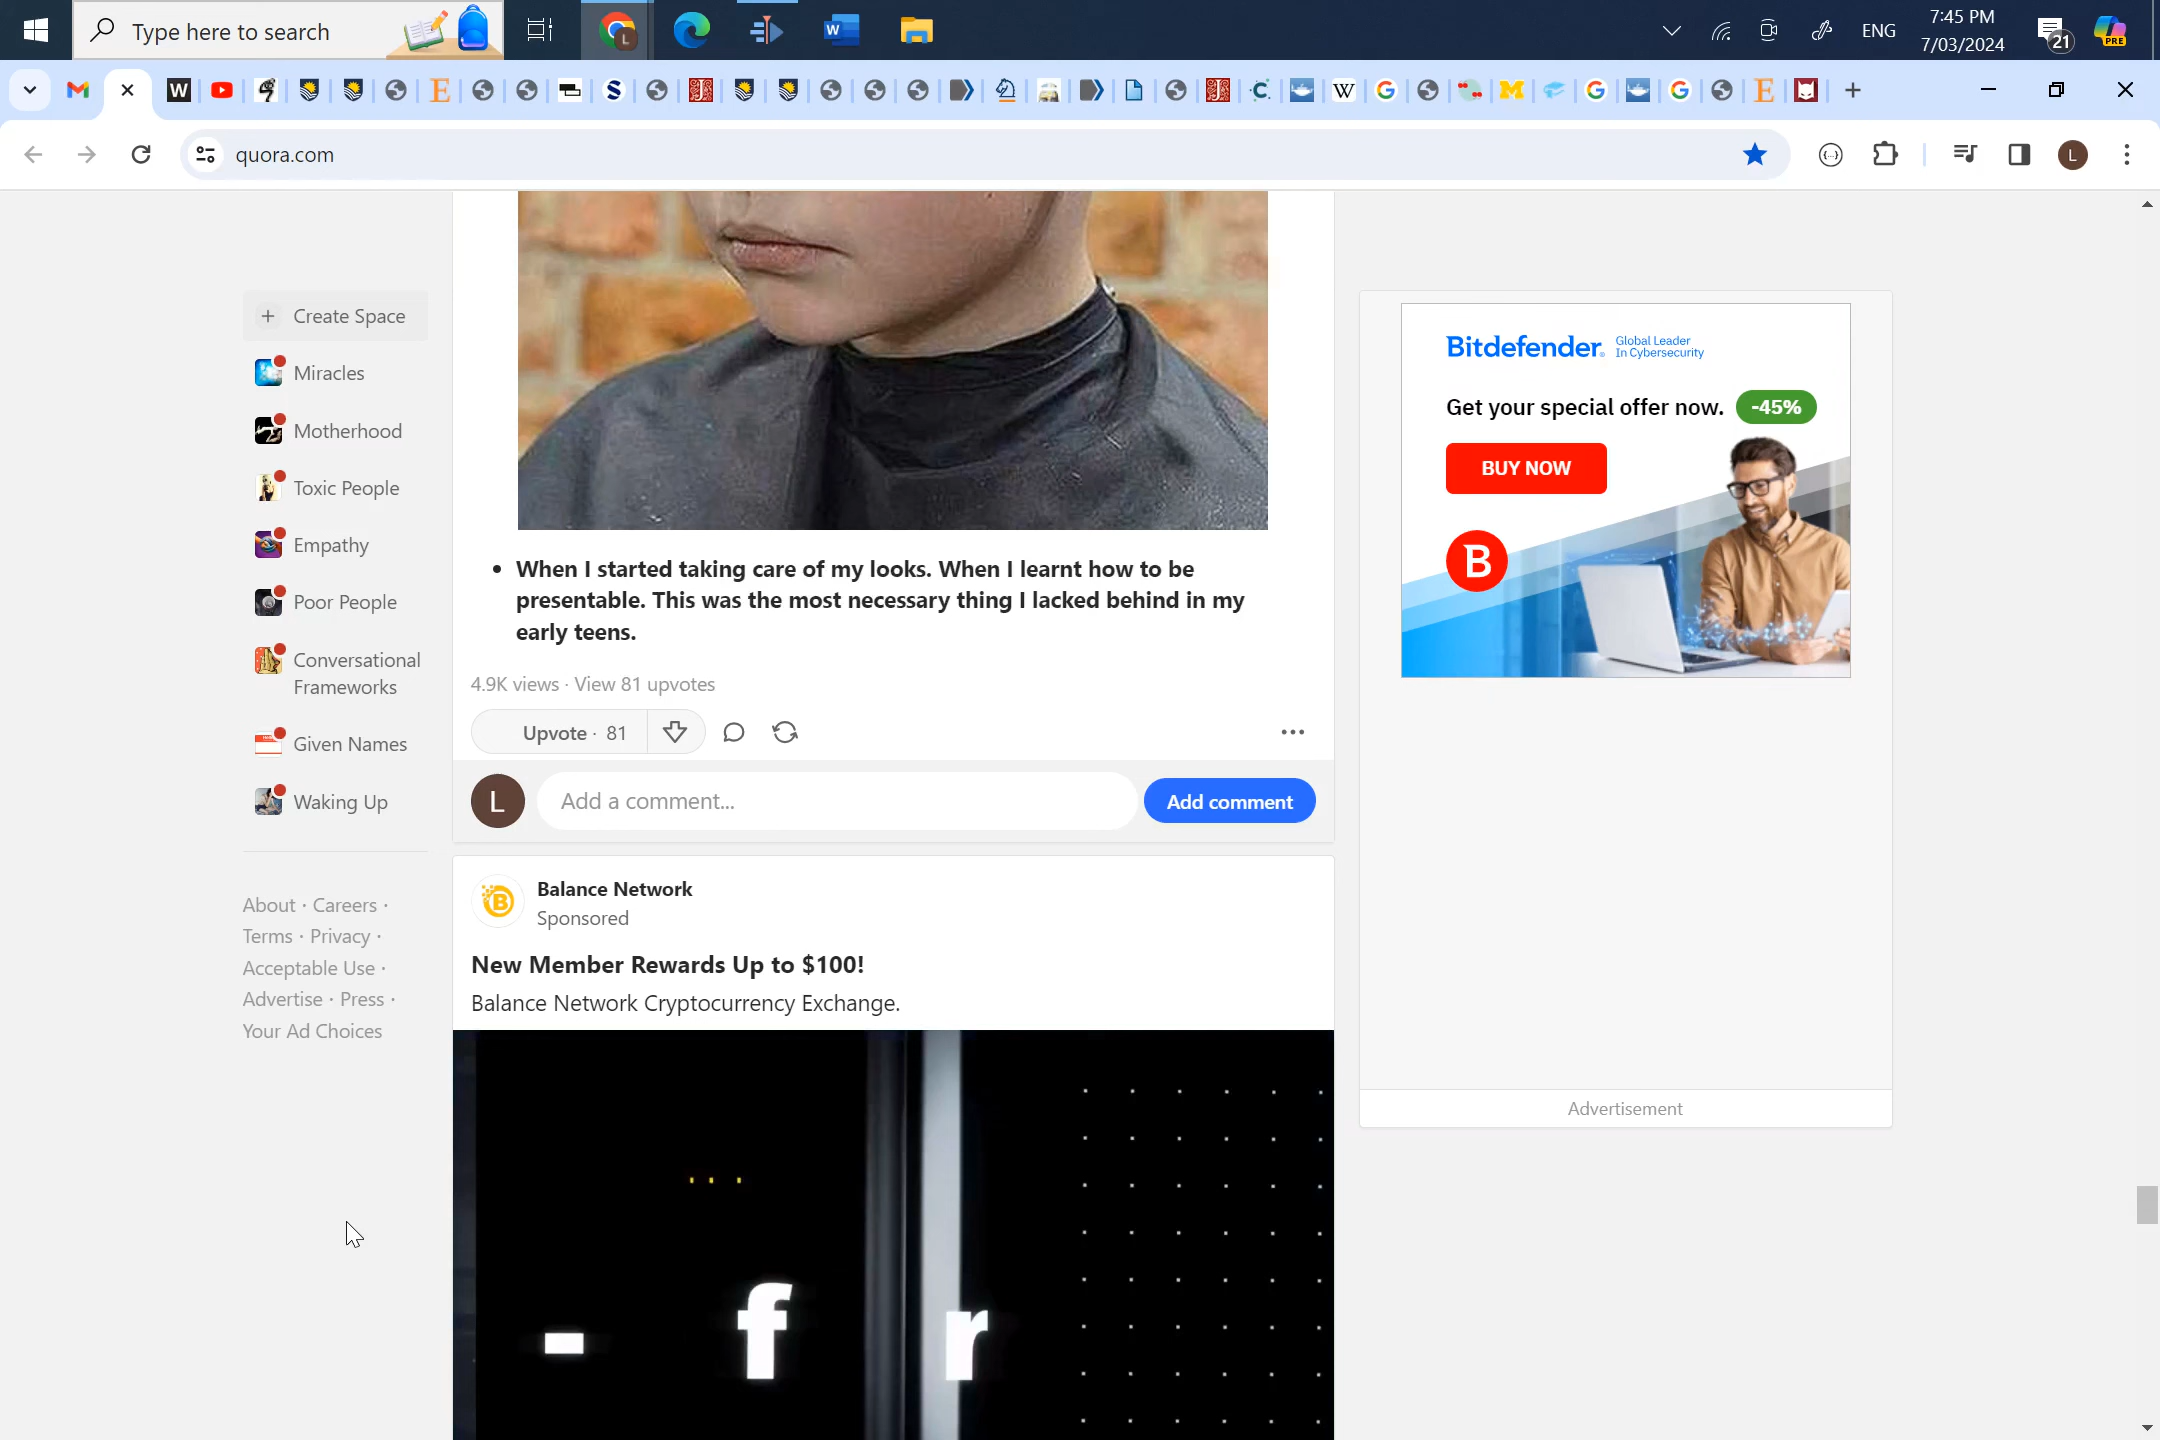 Type here to search
ENG
7:45 PM
7/03/2024
21
PRE
quora.com
L
Create Space
Miracles
Motherhood
Toxic People
Empathy
Poor People
Conversational
Frameworks
Given Names
Waking Up
About · Careers ·
Terms · Privacy ·
Acceptable Use ·
Advertise · Press ·
Your Ad Choices
• When I started taking care of my looks. When I learnt how to be
presentable. This was the most necessary thing I lacked behind in my
early teens.
4.9K views · View 81 upvotes
Upvote · 81
L
Add a comment...
Add comment
Balance Network
Sponsored
New Member Rewards Up to $100!
Balance Network Cryptocurrency Exchange.
- f r
Bitdefender
Global Leader
In Cybersecurity
Get your special offer now. -45%
BUY NOW
B
Advertisement